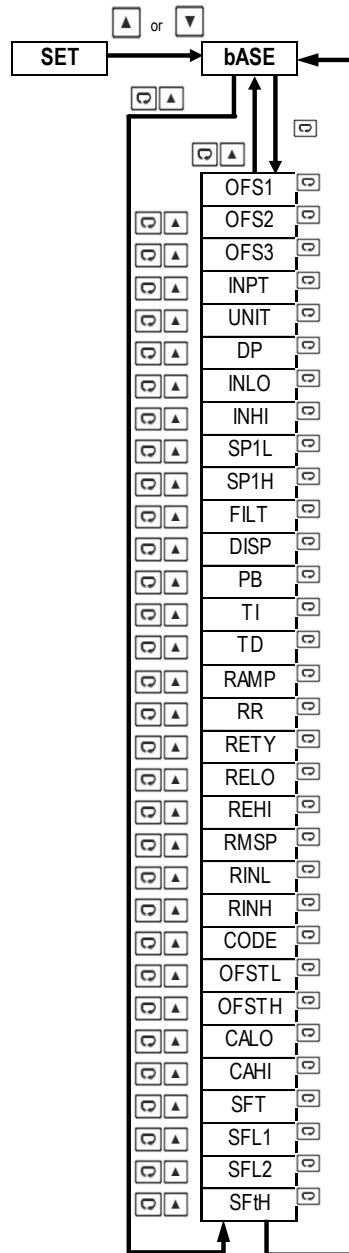 or
SET
bASE
OFS1
OFS2
OFS3
INPT
UNIT
DP
INLO
INHI
SP1L
SP1H
FILT
DISP
PB
TI
TD
RAMP
RR
RETY
RELO
REHI
RMSP
RINL
RINH
CODE
OFSTL
OFSTH
CALO
CAHI
SFT
SFL1
SFL2
SFtH